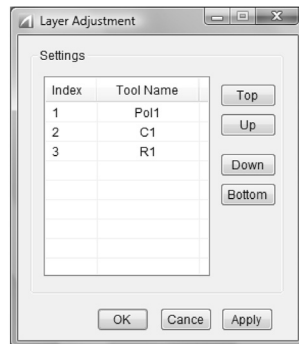 Layer Adjustment
Settings
Index Tool Name
1 Pol1
2 C1
3 R1
Top
Up
Down
Bottom
OK Cance Apply